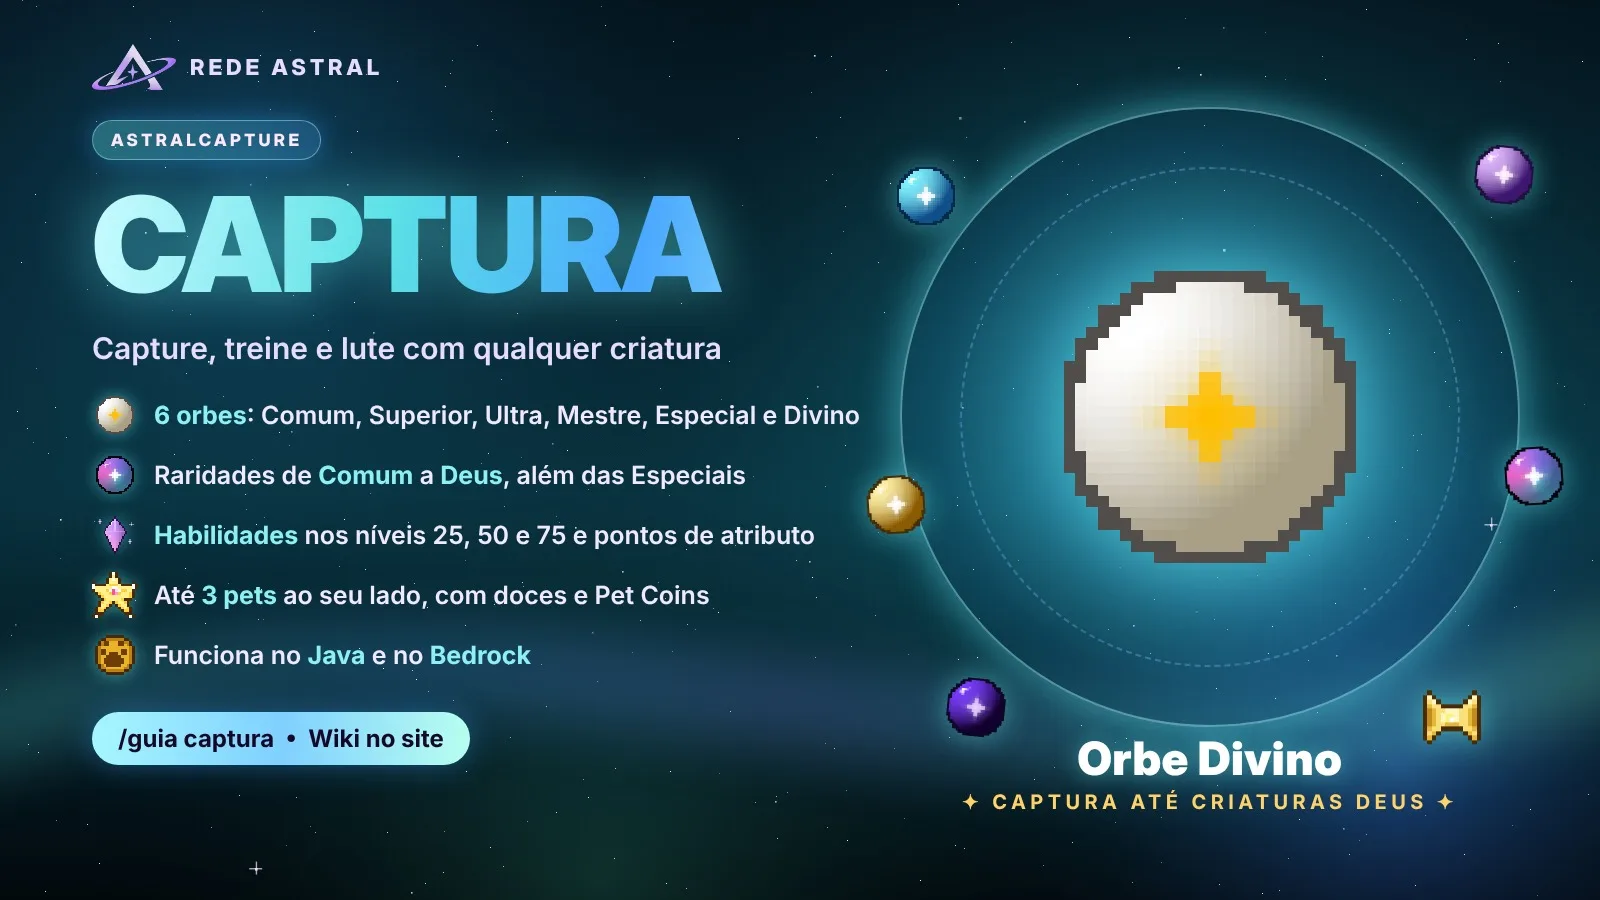 REDE ASTRAL
ASTRALCAPTURE
CAPTURA
Capture, treine e lute com qualquer criatura
6 orbes: Comum, Superior, Ultra, Mestre, Especial e Divino
Raridades de Comum a Deus, além das Especiais
Habilidades nos níveis 25, 50 e 75 e pontos de atributo
Até 3 pets ao seu lado, com doces e Pet Coins
Funciona no Java e no Bedrock
/guia captura • Wiki no site
Orbe Divino
✦ CAPTURA ATÉ CRIATURAS DEUS ✦